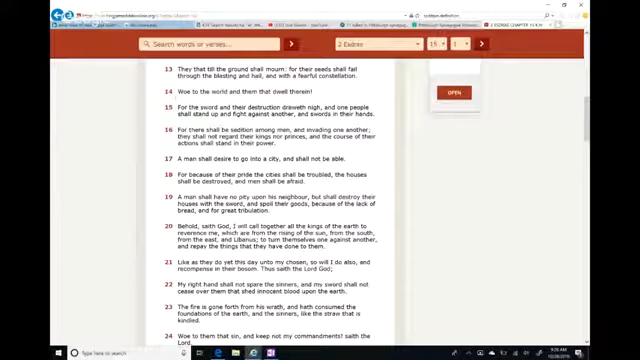 sedition definition
2 ESDRAS CHAPTER 15 KJV
Search words or verses...
2 Esdras
15
1
13 They that till the ground shall mourn: for their seeds shall fail
through the blasting and hail, and with a fearful constellation.
14 Woe to the world and them that dwell therein!
15 For the sword and their destruction draweth nigh, and one people
shall stand up and fight against another, and swords in their hands.
16 For there shall be sedition among men, and invading one another;
they shall not regard their kings nor princes, and the course of their
actions shall stand in their power.
17 A man shall desire to go into a city, and shall not be able.
18 For because of their pride the cities shall be troubled, the houses
shall be destroyed, and men shall be afraid.
19 A man shall have no pity upon his neighbour, but shall destroy their
houses with the sword, and spoil their goods, because of the lack of
bread, and for great tribulation.
20 Behold, saith God, I will call together all the kings of the earth to
reverence me, which are from the rising of the sun, from the south,
from the east, and Libanus; to turn themselves one against another,
and repay the things that they have done to them.
21 Like as they do yet this day unto my chosen, so will I do also, and
recompense in their bosom. Thus saith the Lord God;
22 My right hand shall not spare the sinners, and my sword shall not
cease over them that shed innocent blood upon the earth.
23 The fire is gone forth from his wrath, and hath consumed the
foundations of the earth, and the sinners, like the straw that is
kindled.
24 Woe to them that sin, and keep not my commandments! saith the
Lord.
OPEN
Type here to search
9:26 AM
10/28/2018